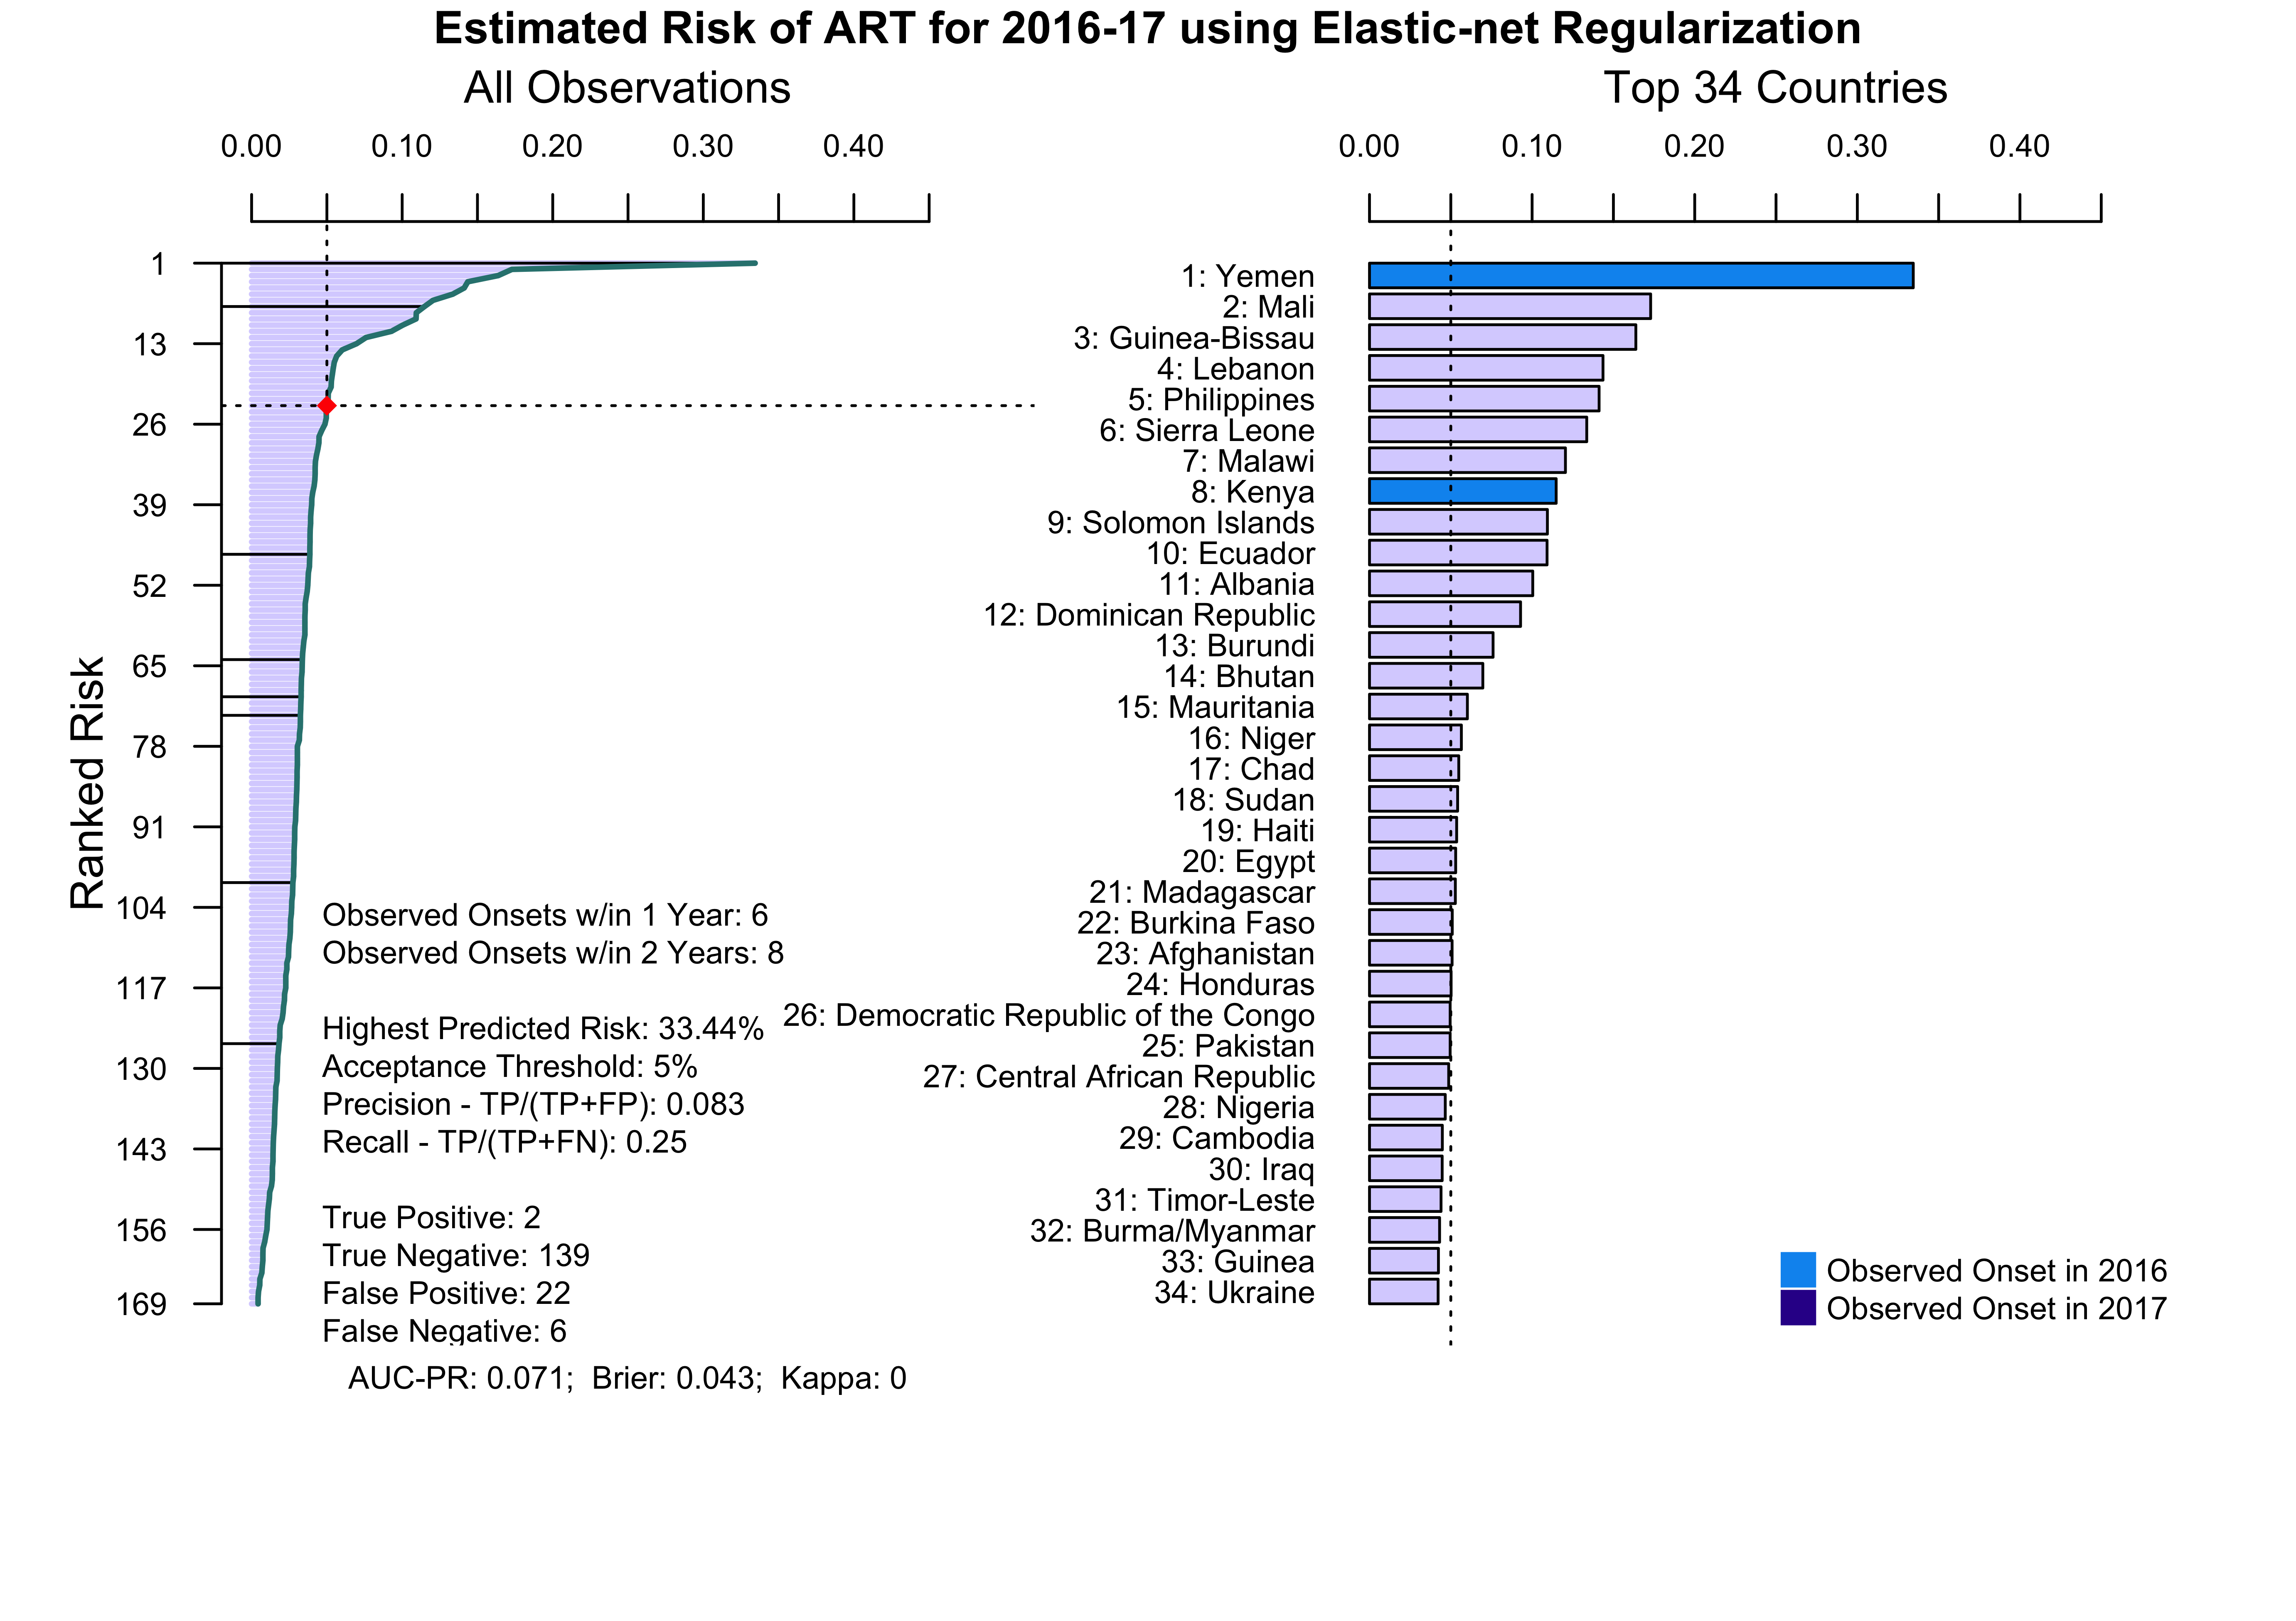 Estimated Risk of ART for 2016-17 using Elastic-net Regularization
All Observations
0.00 0.10 0.20 0.30 0.40
Ranked Risk
1
13
26
39
52
65
78
91
104
117
130
143
156
169
Observed Onsets w/in 1 Year: 6
Observed Onsets w/in 2 Years: 8
Highest Predicted Risk: 33.44%
Acceptance Threshold: 5%
Precision - TP/(TP+FP): 0.083
Recall - TP/(TP+FN): 0.25
True Positive: 2
True Negative: 139
False Positive: 22
False Negative: 6
AUC-PR: 0.071; Brier: 0.043; Kappa: 0
Top 34 Countries
0.00 0.10 0.20 0.30 0.40
1: Yemen
2: Mali
3: Guinea-Bissau
4: Lebanon
5: Philippines
6: Sierra Leone
7: Malawi
8: Kenya
9: Solomon Islands
10: Ecuador
11: Albania
12: Dominican Republic
13: Burundi
14: Bhutan
15: Mauritania
16: Niger
17: Chad
18: Sudan
19: Haiti
20: Egypt
21: Madagascar
22: Burkina Faso
23: Afghanistan
24: Honduras
26: Democratic Republic of the Congo
25: Pakistan
27: Central African Republic
28: Nigeria
29: Cambodia
30: Iraq
31: Timor-Leste
32: Burma/Myanmar
33: Guinea
34: Ukraine
Observed Onset in 2016
Observed Onset in 2017